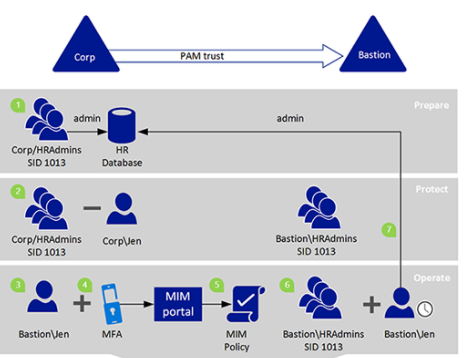 Corp
PAM trust
Bastion
Prepare
1
admin
admin
Corp/HRAdmins
SID 1013
HR
Database
Protect
2
7
Corp/HRAdmins
SID 1013
Corp\Jen
Bastion\HRAdmins
SID 1013
Operate
3
4
5
6
MIM
portal
Bastion\Jen
MFA
MIM
Policy
Bastion\HRAdmins
SID 1013
Bastion\Jen